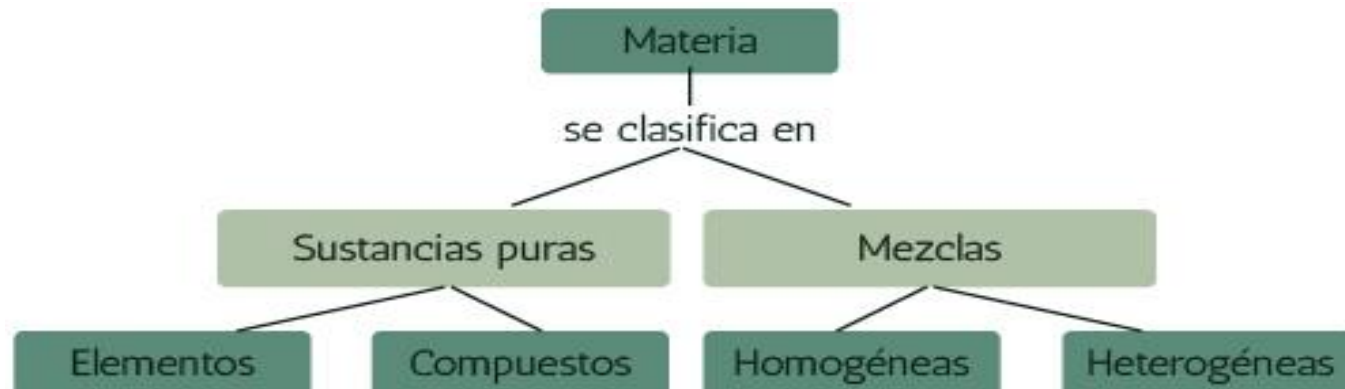 Materia
se clasifica en
Sustancias puras
Mezclas
Elementos
Compuestos
Homogéneas
Heterogéneas